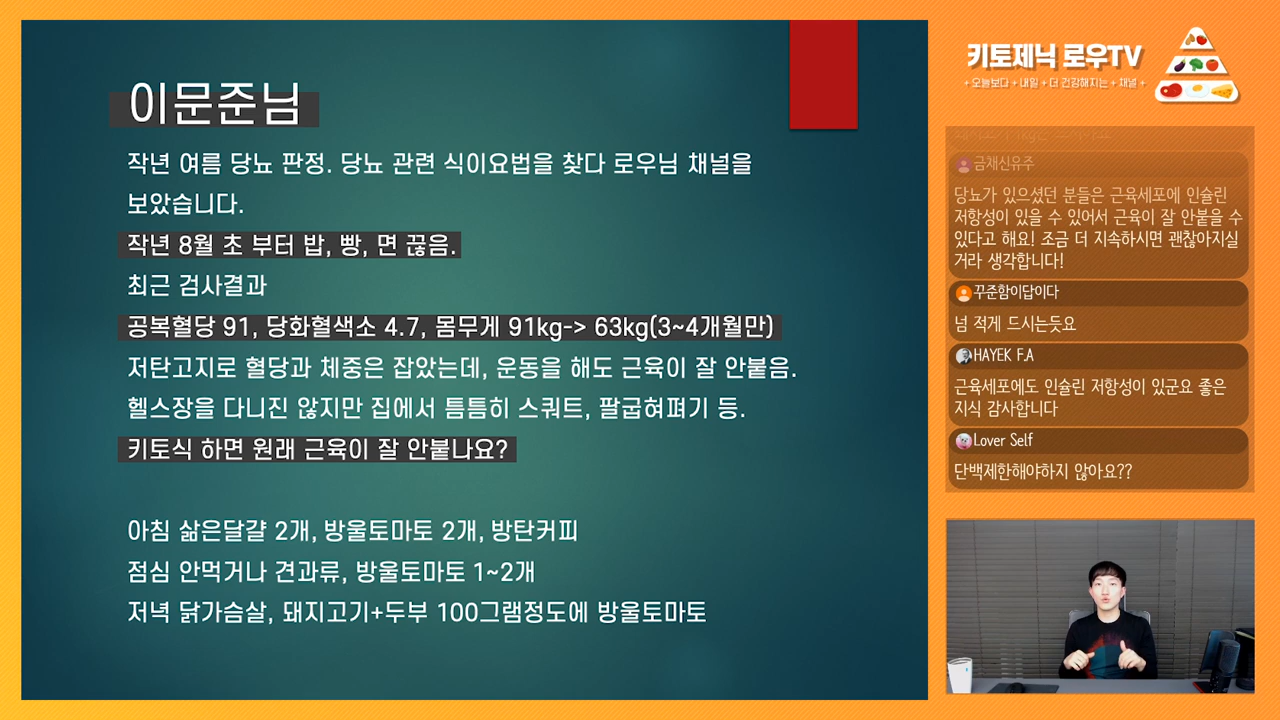 이문준님
작년 여름 당뇨 판정. 당뇨 관련 식이요법을 찾다 로우님 채널을
보았습니다.
작년 8월 초 부터 밥, 빵, 면 끊음.
최근 검사결과
공복혈당 91, 당화혈색소 4.7, 몸무게 91kg-> 63kg(3~4개월만)
저탄고지로 혈당과 체중은 잡았는데, 운동을 해도 근육이 잘 안붙음.
헬스장을 다니진 않지만 집에서 틈틈히 스쿼트, 팔굽혀펴기 등.
키토식 하면 원래 근육이 잘 안붙나요?
아침 삶은달걀 2개, 방울토마토 2개, 방탄커피
점심 안먹거나 견과류, 방울토마토 1~2개
저녁 닭가슴살, 돼지고기+두부 100그램정도에 방울토마토
키토제닉 로우TV
+ 오늘보다 + 내일 + 더 건강해지는 + 채널 +
금채신유주
당뇨가 있으셨던 분들은 근육세포에 인슐린
저항성이 있을 수 있어서 근육이 잘 안붙을 수
있다고 해요! 조금 더 지속하시면 괜찮아지실
거라 생각합니다!
꾸준함이답이다
넘 적게 드시는듯요
HAYEK F.A
근육세포에도 인슐린 저항성이 있군요 좋은
지식 감사합니다
Lover Self
단백제한해야하지 않아요??